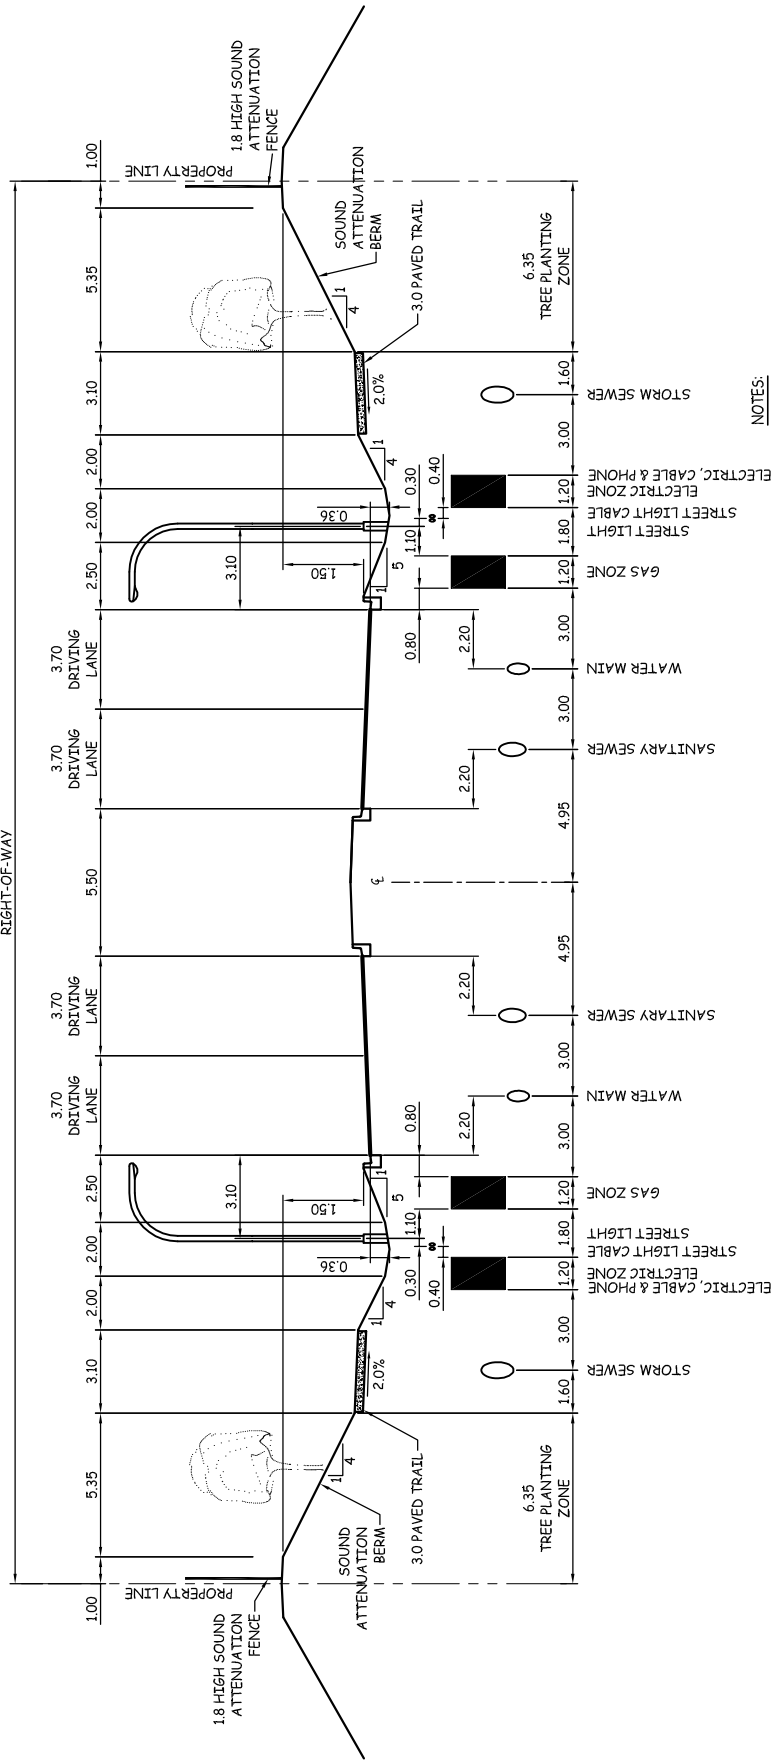 RIGHT-OF-WAY
1.00
5.35
3.10
2.00
2.00
2.50
3.70
DRIVING
LANE
3.70
DRIVING
LANE
5.50
3.70
DRIVING
LANE
3.70
DRIVING
LANE
2.50
2.00
2.00
3.10
5.35
1.00
PROPERTY LINE
PROPERTY LINE
1.8 HIGH SOUND
ATTENUATION
FENCE
3.10
3.10
1.8 HIGH SOUND
ATTENUATION
FENCE
1.50
0.36
1.50
0.36
SOUND
ATTENUATION
BERM
1
4
2.0%
1
4
1
5
℄
1
5
1
4
2.0%
1
4
SOUND
ATTENUATION
BERM
3.0 PAVED TRAIL
0.30
1.10
0.80
0.80
1.10
0.30
3.0 PAVED TRAIL
0.40
0.40
2.20
2.20
2.20
2.20
6.35
TREE PLANTING
ZONE
1.60
3.00
1.20
1.80
1.20
3.00
3.00
4.95
4.95
3.00
3.00
1.20
1.80
1.20
3.00
1.60
6.35
TREE PLANTING
ZONE
STORM SEWER
ELECTRIC, CABLE & PHONE
ELECTRIC ZONE
STREET LIGHT CABLE
STREET LIGHT
GAS ZONE
WATER MAIN
SANITARY SEWER
SANITARY SEWER
WATER MAIN
GAS ZONE
STREET LIGHT
STREET LIGHT CABLE
ELECTRIC ZONE
ELECTRIC, CABLE & PHONE
STORM SEWER
NOTES: